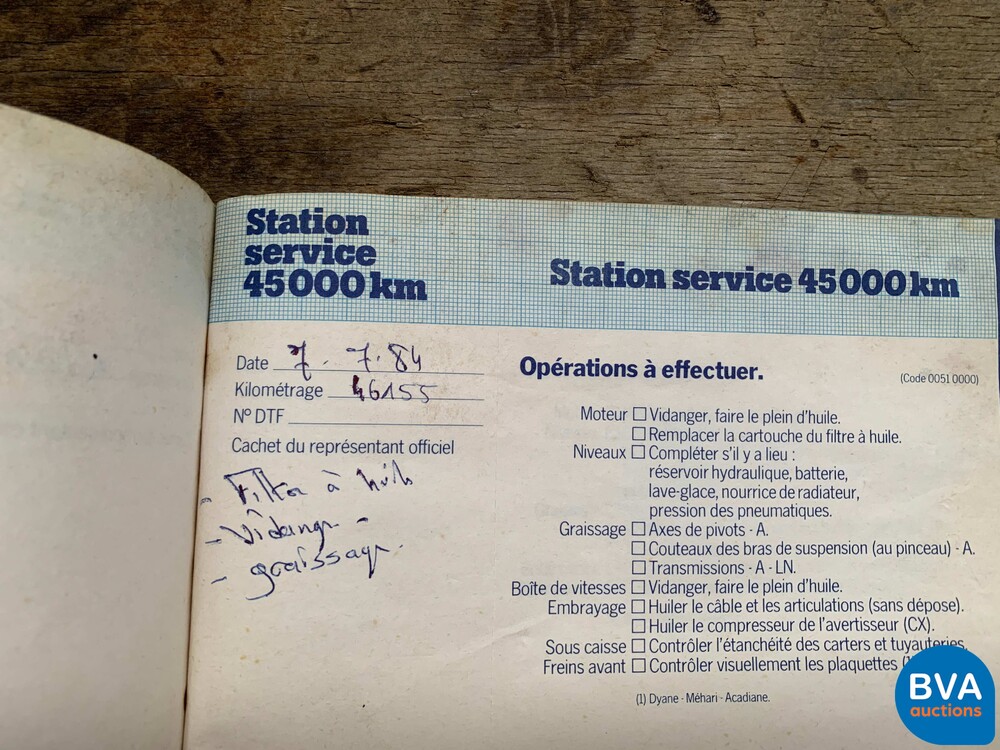 Station
service
45000 km
Date 7.7.84
Kilométrage 46155
N° DTF
Cachet du représentant officiel
- Filtre à huile
- Vidange -
- graissage
Station service 45000 km
Opérations à effectuer.
(Code 0051 0000)
Moteur □ Vidanger, faire le plein d'huile.
□ Remplacer la cartouche du filtre à huile.
Niveaux □ Compléter s'il y a lieu :
réservoir hydraulique, batterie,
lave-glace, nourrice de radiateur,
pression des pneumatiques.
Graissage □ Axes de pivots - A.
□ Couteaux des bras de suspension (au pinceau) - A.
□ Transmissions - A - LN.
Boîte de vitesses □ Vidanger, faire le plein d'huile.
Embrayage □ Huiler le câble et les articulations (sans dépose).
□ Huiler le compresseur de l'avertisseur (CX).
Sous caisse □ Contrôler l'étanchéité des carters et tuyauteries.
Freins avant □ Contrôler visuellement les plaquettes
(1) Dyane - Méhari - Acadiane.
BVA
auctions